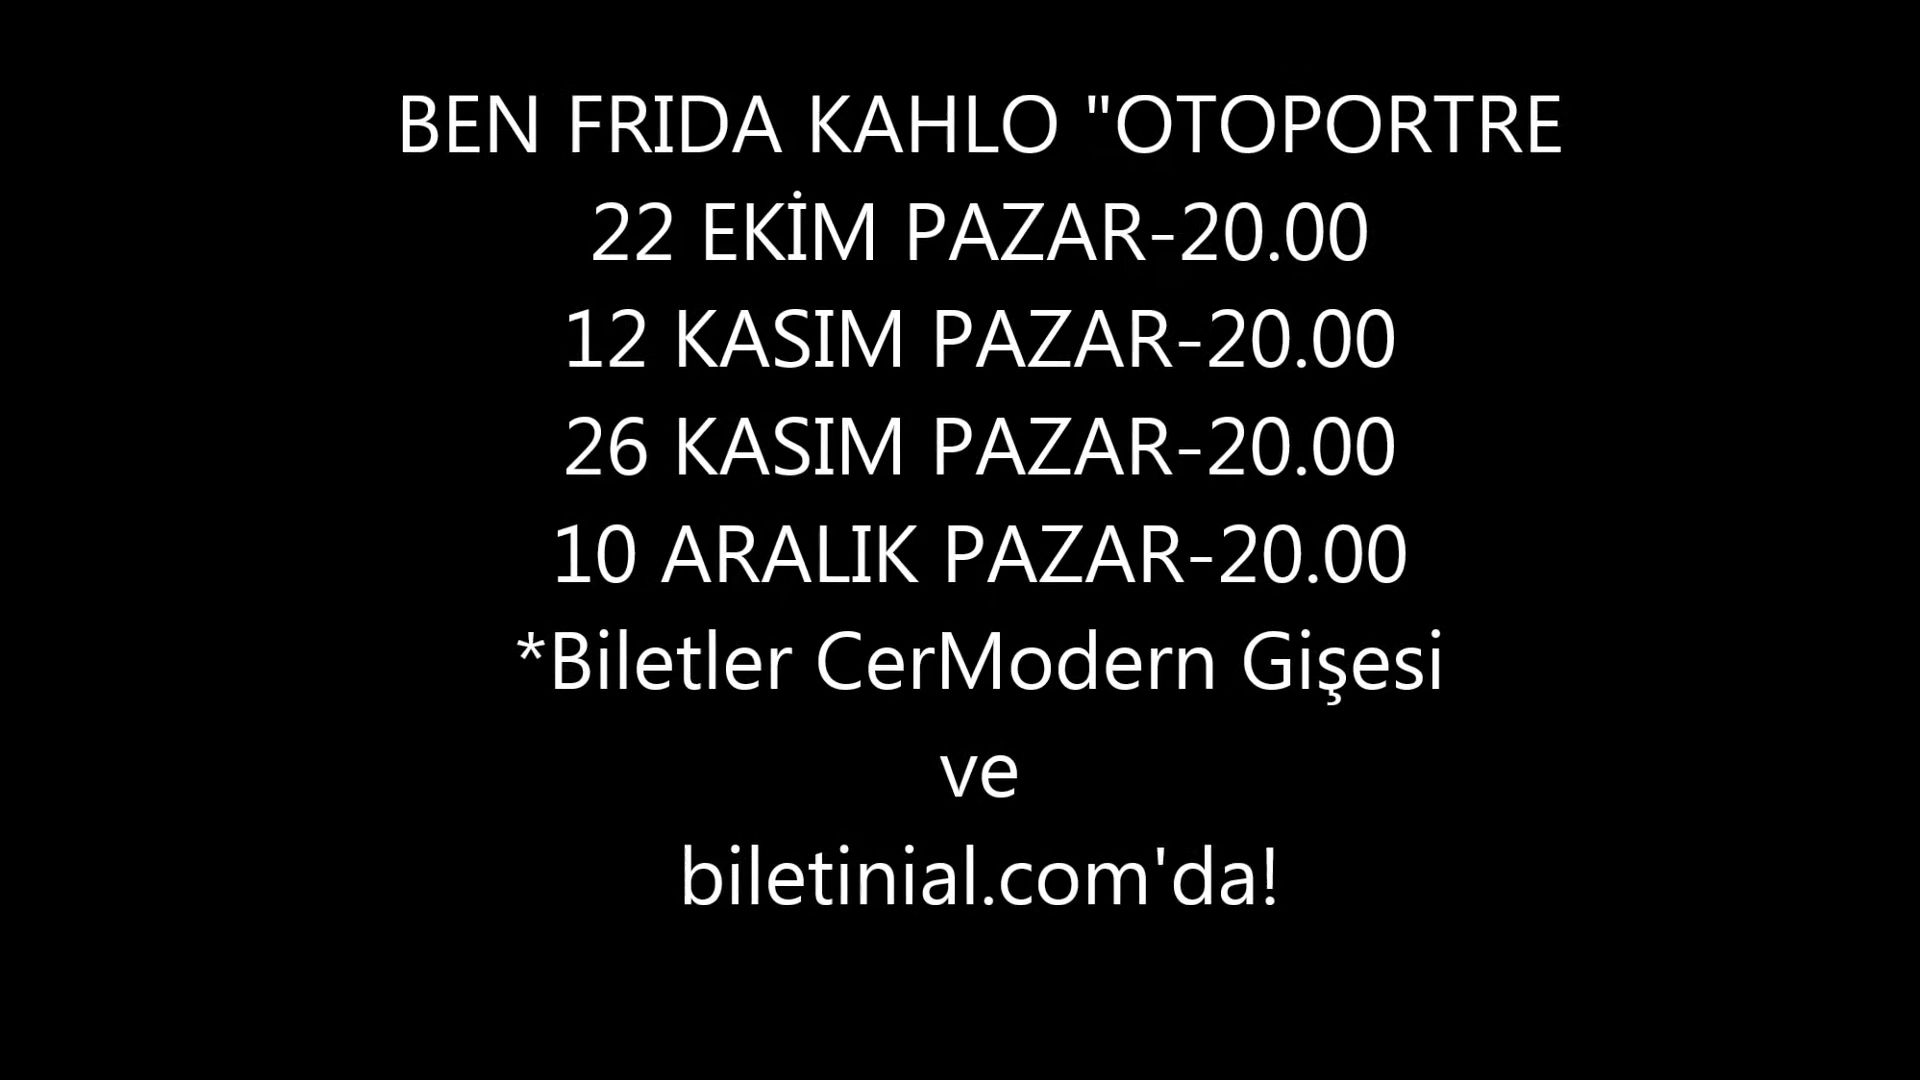 BEN FRIDA KAHLO "OTOPORTRE
22 EKİM PAZAR-20.00
12 KASIM PAZAR-20.00
26 KASIM PAZAR-20.00
10 ARALIK PAZAR-20.00
*Biletler CerModern Gişesi
ve
biletinial.com'da!